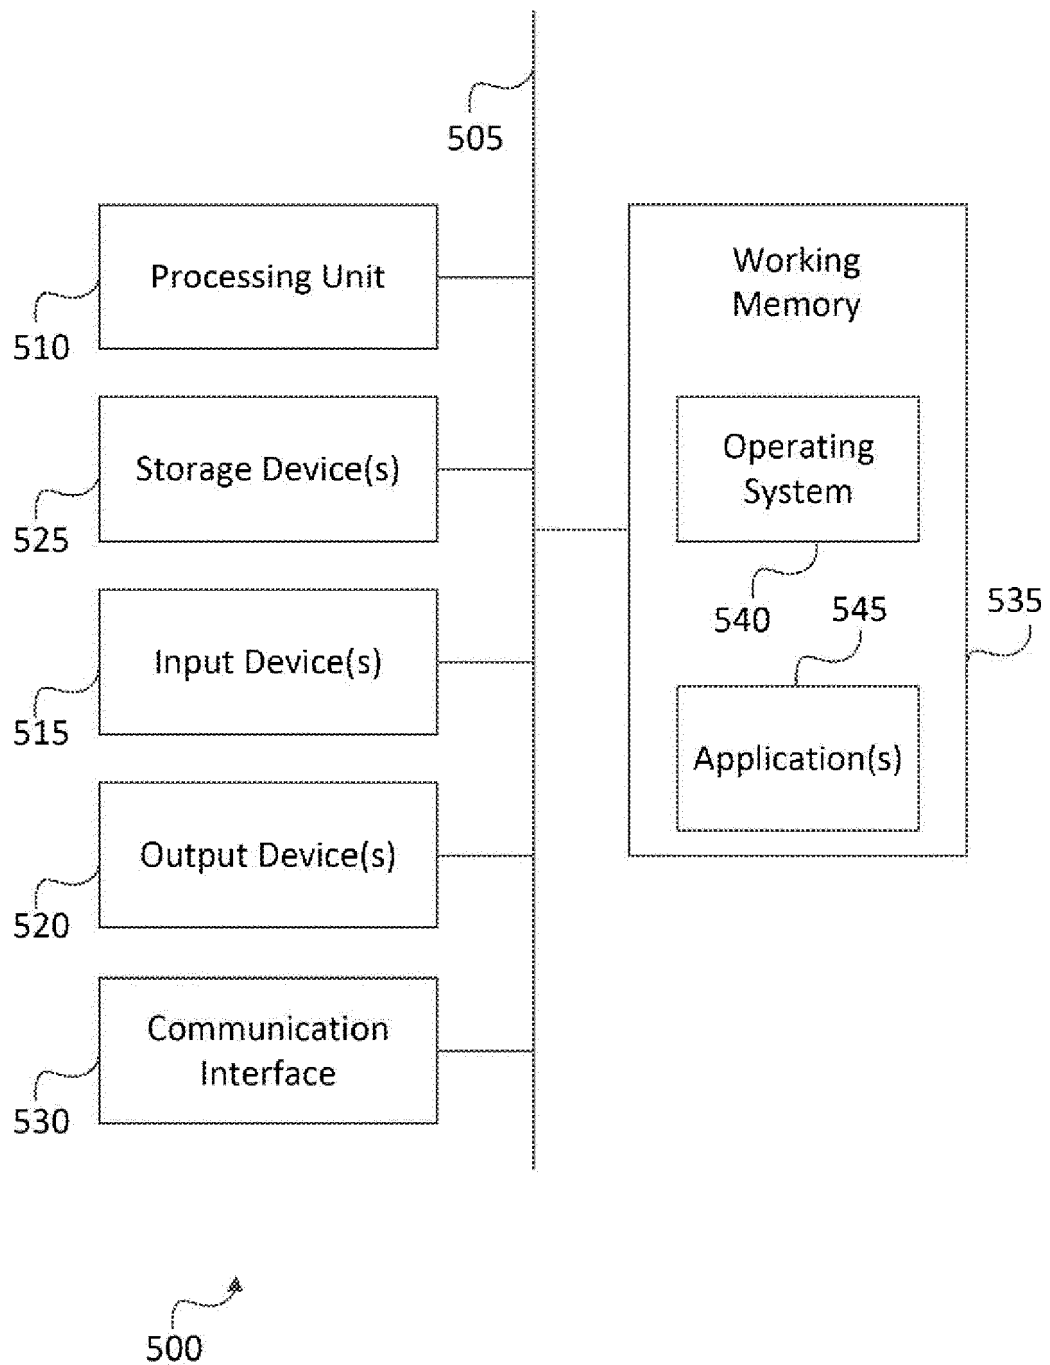 505
Processing Unit
510
Storage Device(s)
525
Input Device(s)
515
Output Device(s)
520
Communication
Interface
530
Working
Memory
Operating
System
540
545
535
Application(s)
500